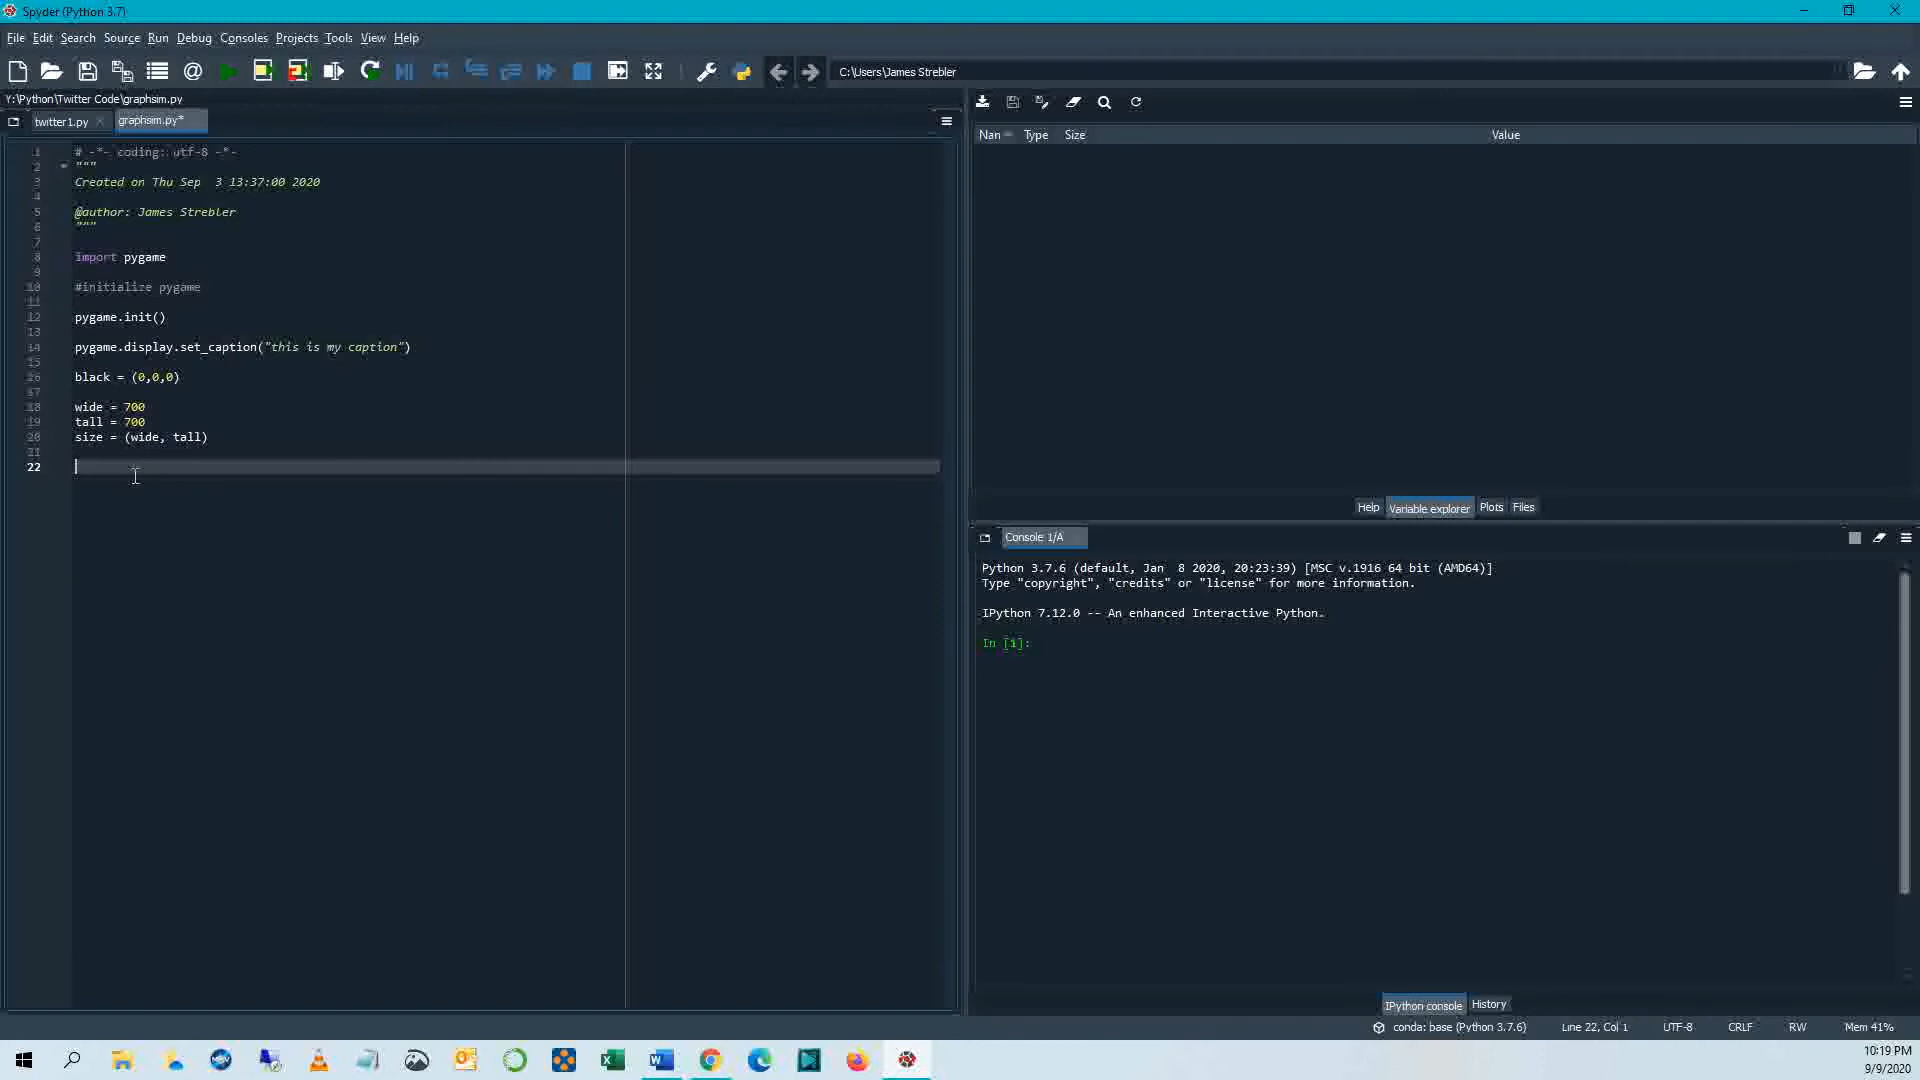 Spyder (Python 3.7)
File Edit Search Source Run Debug Consoles Projects Tools View Help
C:\Users\James Strebler
Y:\Python\Twitter Code\graphsim.py
twitter1.py graphsim.py*
1 # -*- coding: utf-8 -*-
2 """
3 Created on Thu Sep  3 13:37:00 2020
4
5 @author: James Strebler
6 """
7
8 import pygame
9
10 #initialize pygame
11
12 pygame.init()
13
14 pygame.display.set_caption("this is my caption")
15
16 black = (0,0,0)
17
18 wide = 700
19 tall = 700
20 size = (wide, tall)
21
22
Nan Type Size Value
Help Variable explorer Plots Files
Console 1/A
Python 3.7.6 (default, Jan  8 2020, 20:23:39) [MSC v.1916 64 bit (AMD64)]
Type "copyright", "credits" or "license" for more information.
IPython 7.12.0 -- An enhanced Interactive Python.
In [1]:
IPython console History
conda: base (Python 3.7.6) Line 22, Col 1 UTF-8 CRLF RW Mem 41%
10:19 PM
9/9/2020